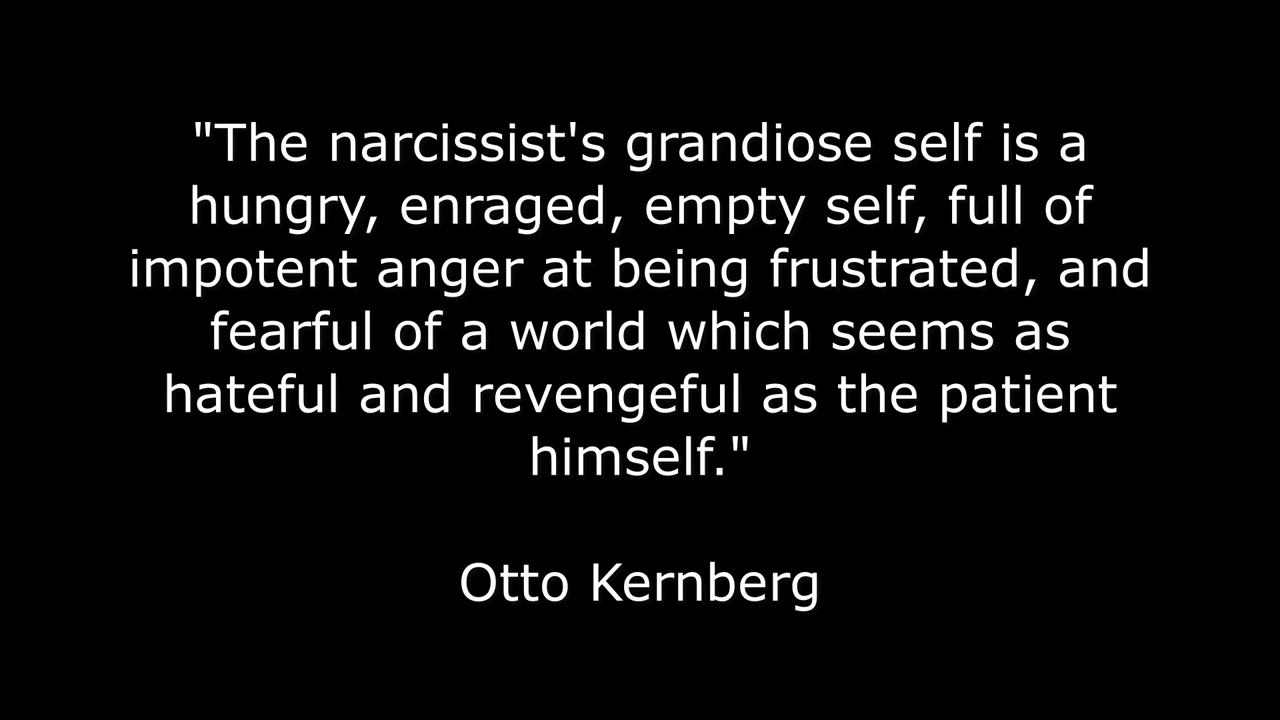 "The narcissist's grandiose self is a
hungry, enraged, empty self, full of
impotent anger at being frustrated, and
fearful of a world which seems as
hateful and revengeful as the patient
himself."
Otto Kernberg